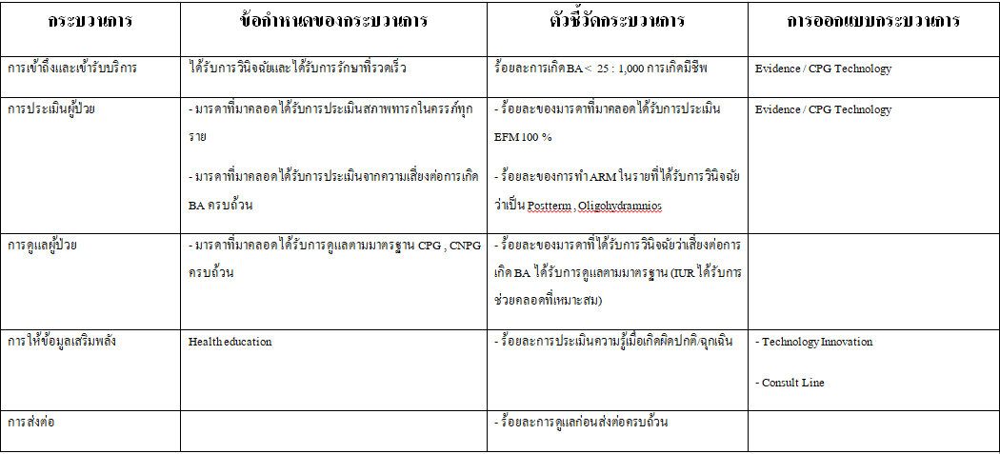 กระบวนการ
ข้อกำหนดของกระบวนการ
ตัวชี้วัดกระบวนการ
การออกแบบกระบวนการ
การเข้าถึงและเข้ารับบริการ
ได้รับการวินิจฉัยและได้รับการรักษาที่รวดเร็ว
ร้อยละการเกิด BA < 25 : 1,000 การเกิดมีชีพ
Evidence / CPG Technology
การประเมินผู้ป่วย
- มารดาที่มาคลอดได้รับการประเมินสภาพทารกในครรภ์ทุก
ราย
- มารดาที่มาคลอดได้รับการประเมินจากความเสี่ยงต่อการเกิด
BA ครบถ้วน
- ร้อยละของมารดาที่มาคลอดได้รับการประเมิน
EFM 100 %
- ร้อยละของการทำ ARM ในรายที่ได้รับการวินิจฉัย
ว่าเป็น Postterm , Oligohydramnios
Evidence / CPG Technology
การดูแลผู้ป่วย
- มารดาที่มาคลอดได้รับการดูแลตามมาตรฐาน CPG , CNPG
ครบถ้วน
- ร้อยละของมารดาที่ได้รับการวินิจฉัยว่าเสี่ยงต่อการ
เกิด BA ได้รับการดูแลตามมาตรฐาน (IUR ได้รับการ
ช่วยคลอดที่เหมาะสม)
การให้ข้อมูลเสริมพลัง
Health education
- ร้อยละการประเมินความรู้เมื่อเกิดผิดปกติ/ฉุกเฉิน
- Technology Innovation
- Consult Line
การส่งต่อ
- ร้อยละการดูแลก่อนส่งต่อครบถ้วน